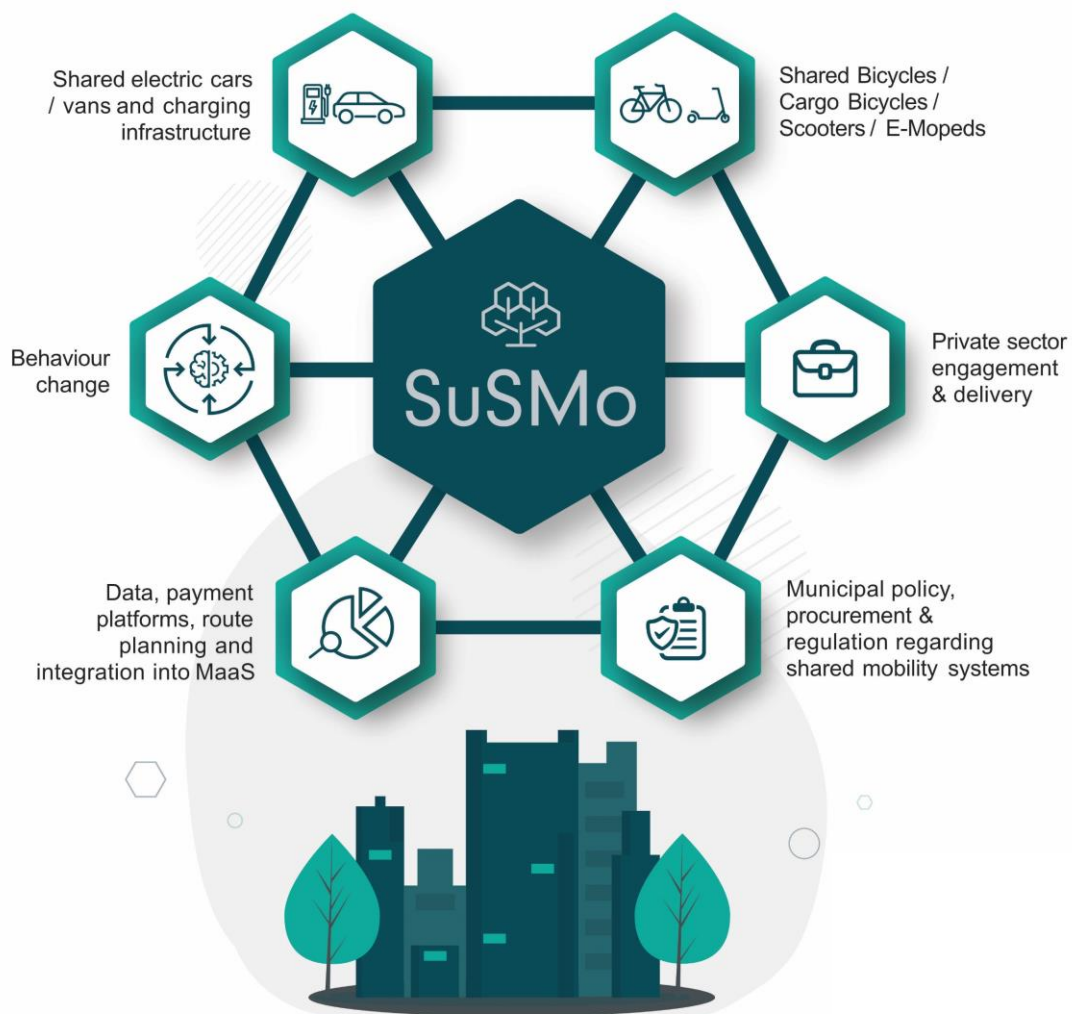 Shared electric cars
/ vans and charging
infrastructure
Shared Bicycles /
Cargo Bicycles /
Scooters / E-Mopeds
Behaviour
change
SuSMo
Private sector
engagement
& delivery
Data, payment
platforms, route
planning and
integration into MaaS
Municipal policy,
procurement &
regulation regarding
shared mobility systems